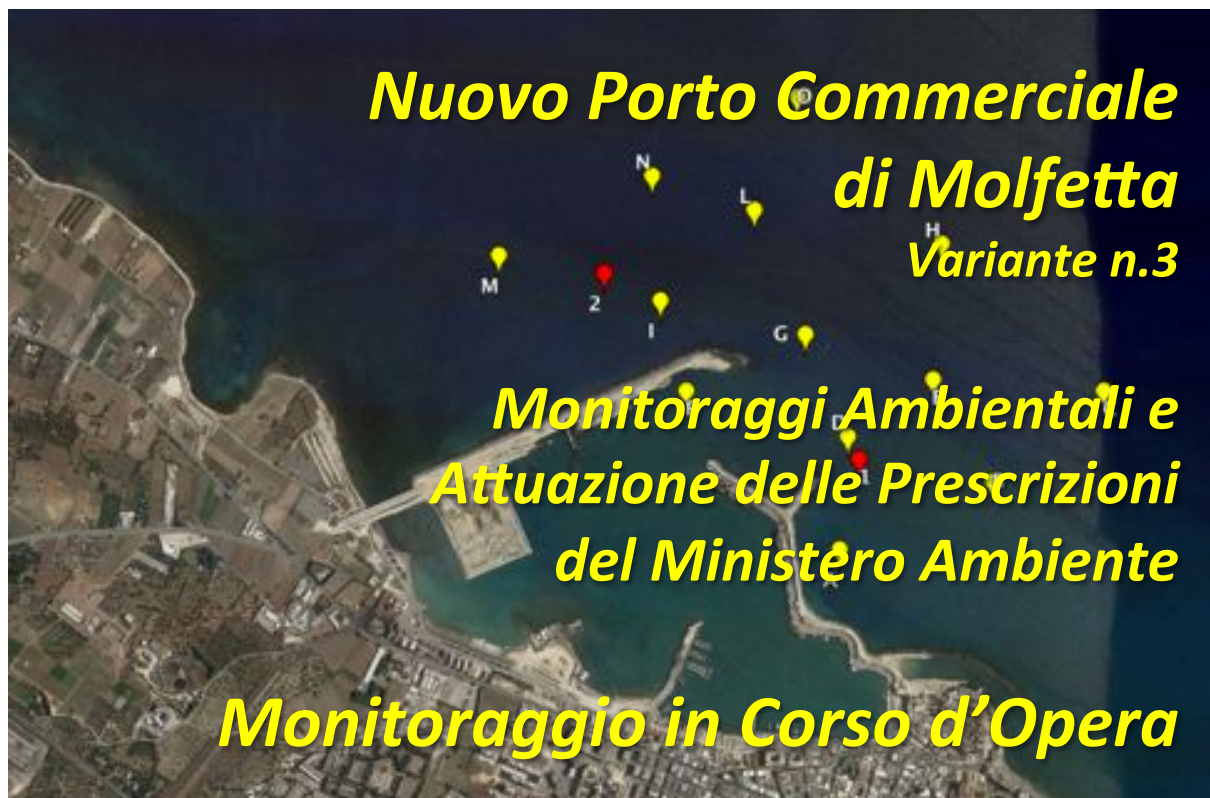 Nuovo Porto Commerciale
O
di Molfetta
N
L
H
Variante n.3
M
2
I
G
Monitoraggi Ambientali e
D
1
Attuazione delle Prescrizioni
del Ministero Ambiente
A
Monitoraggio in Corso d’Opera